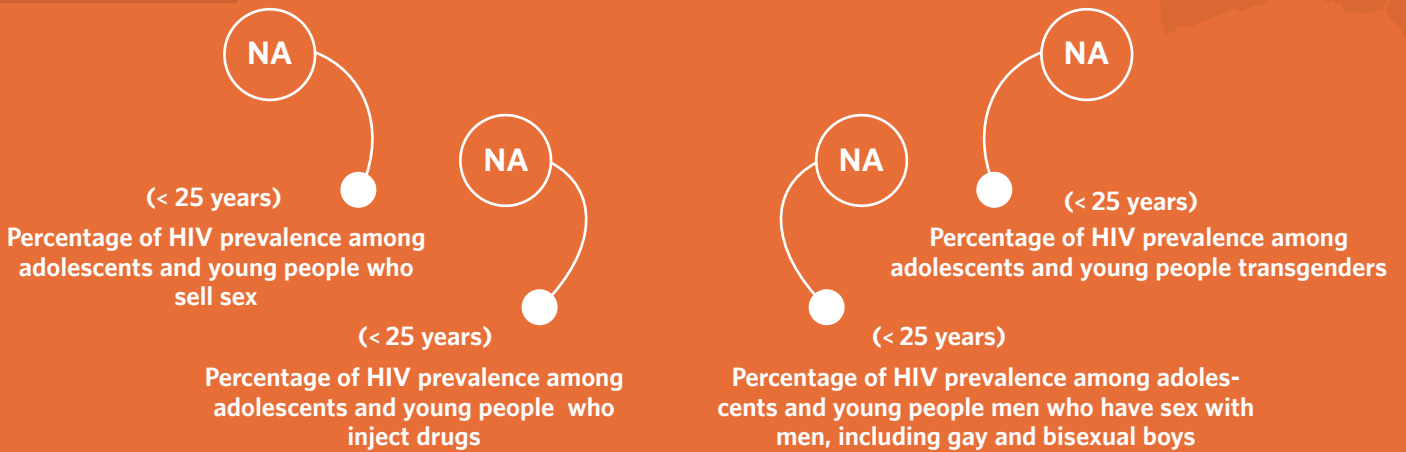 NA
(< 25 years)
Percentage of HIV prevalence among
adolescents and young people who
sell sex
NA
(< 25 years)
Percentage of HIV prevalence among
adolescents and young people  who
inject drugs
NA
(< 25 years)
Percentage of HIV prevalence among adoles-
cents and young people men who have sex with
men, including gay and bisexual boys
NA
(< 25 years)
Percentage of HIV prevalence among
adolescents and young people transgenders